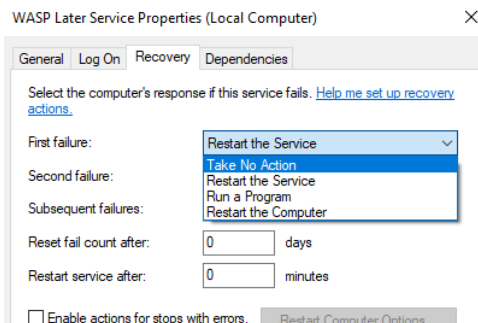 WASP Later Service Properties (Local Computer)
General Log On Recovery Dependencies
Select the computer's response if this service fails. Help me set up recovery
actions.
First failure: Restart the Service
Take No Action
Second failure: Restart the Service
Run a Program
Subsequent failures: Restart the Computer
Reset fail count after: 0 days
Restart service after: 0 minutes
Enable actions for stops with errors. Restart Computer Options...